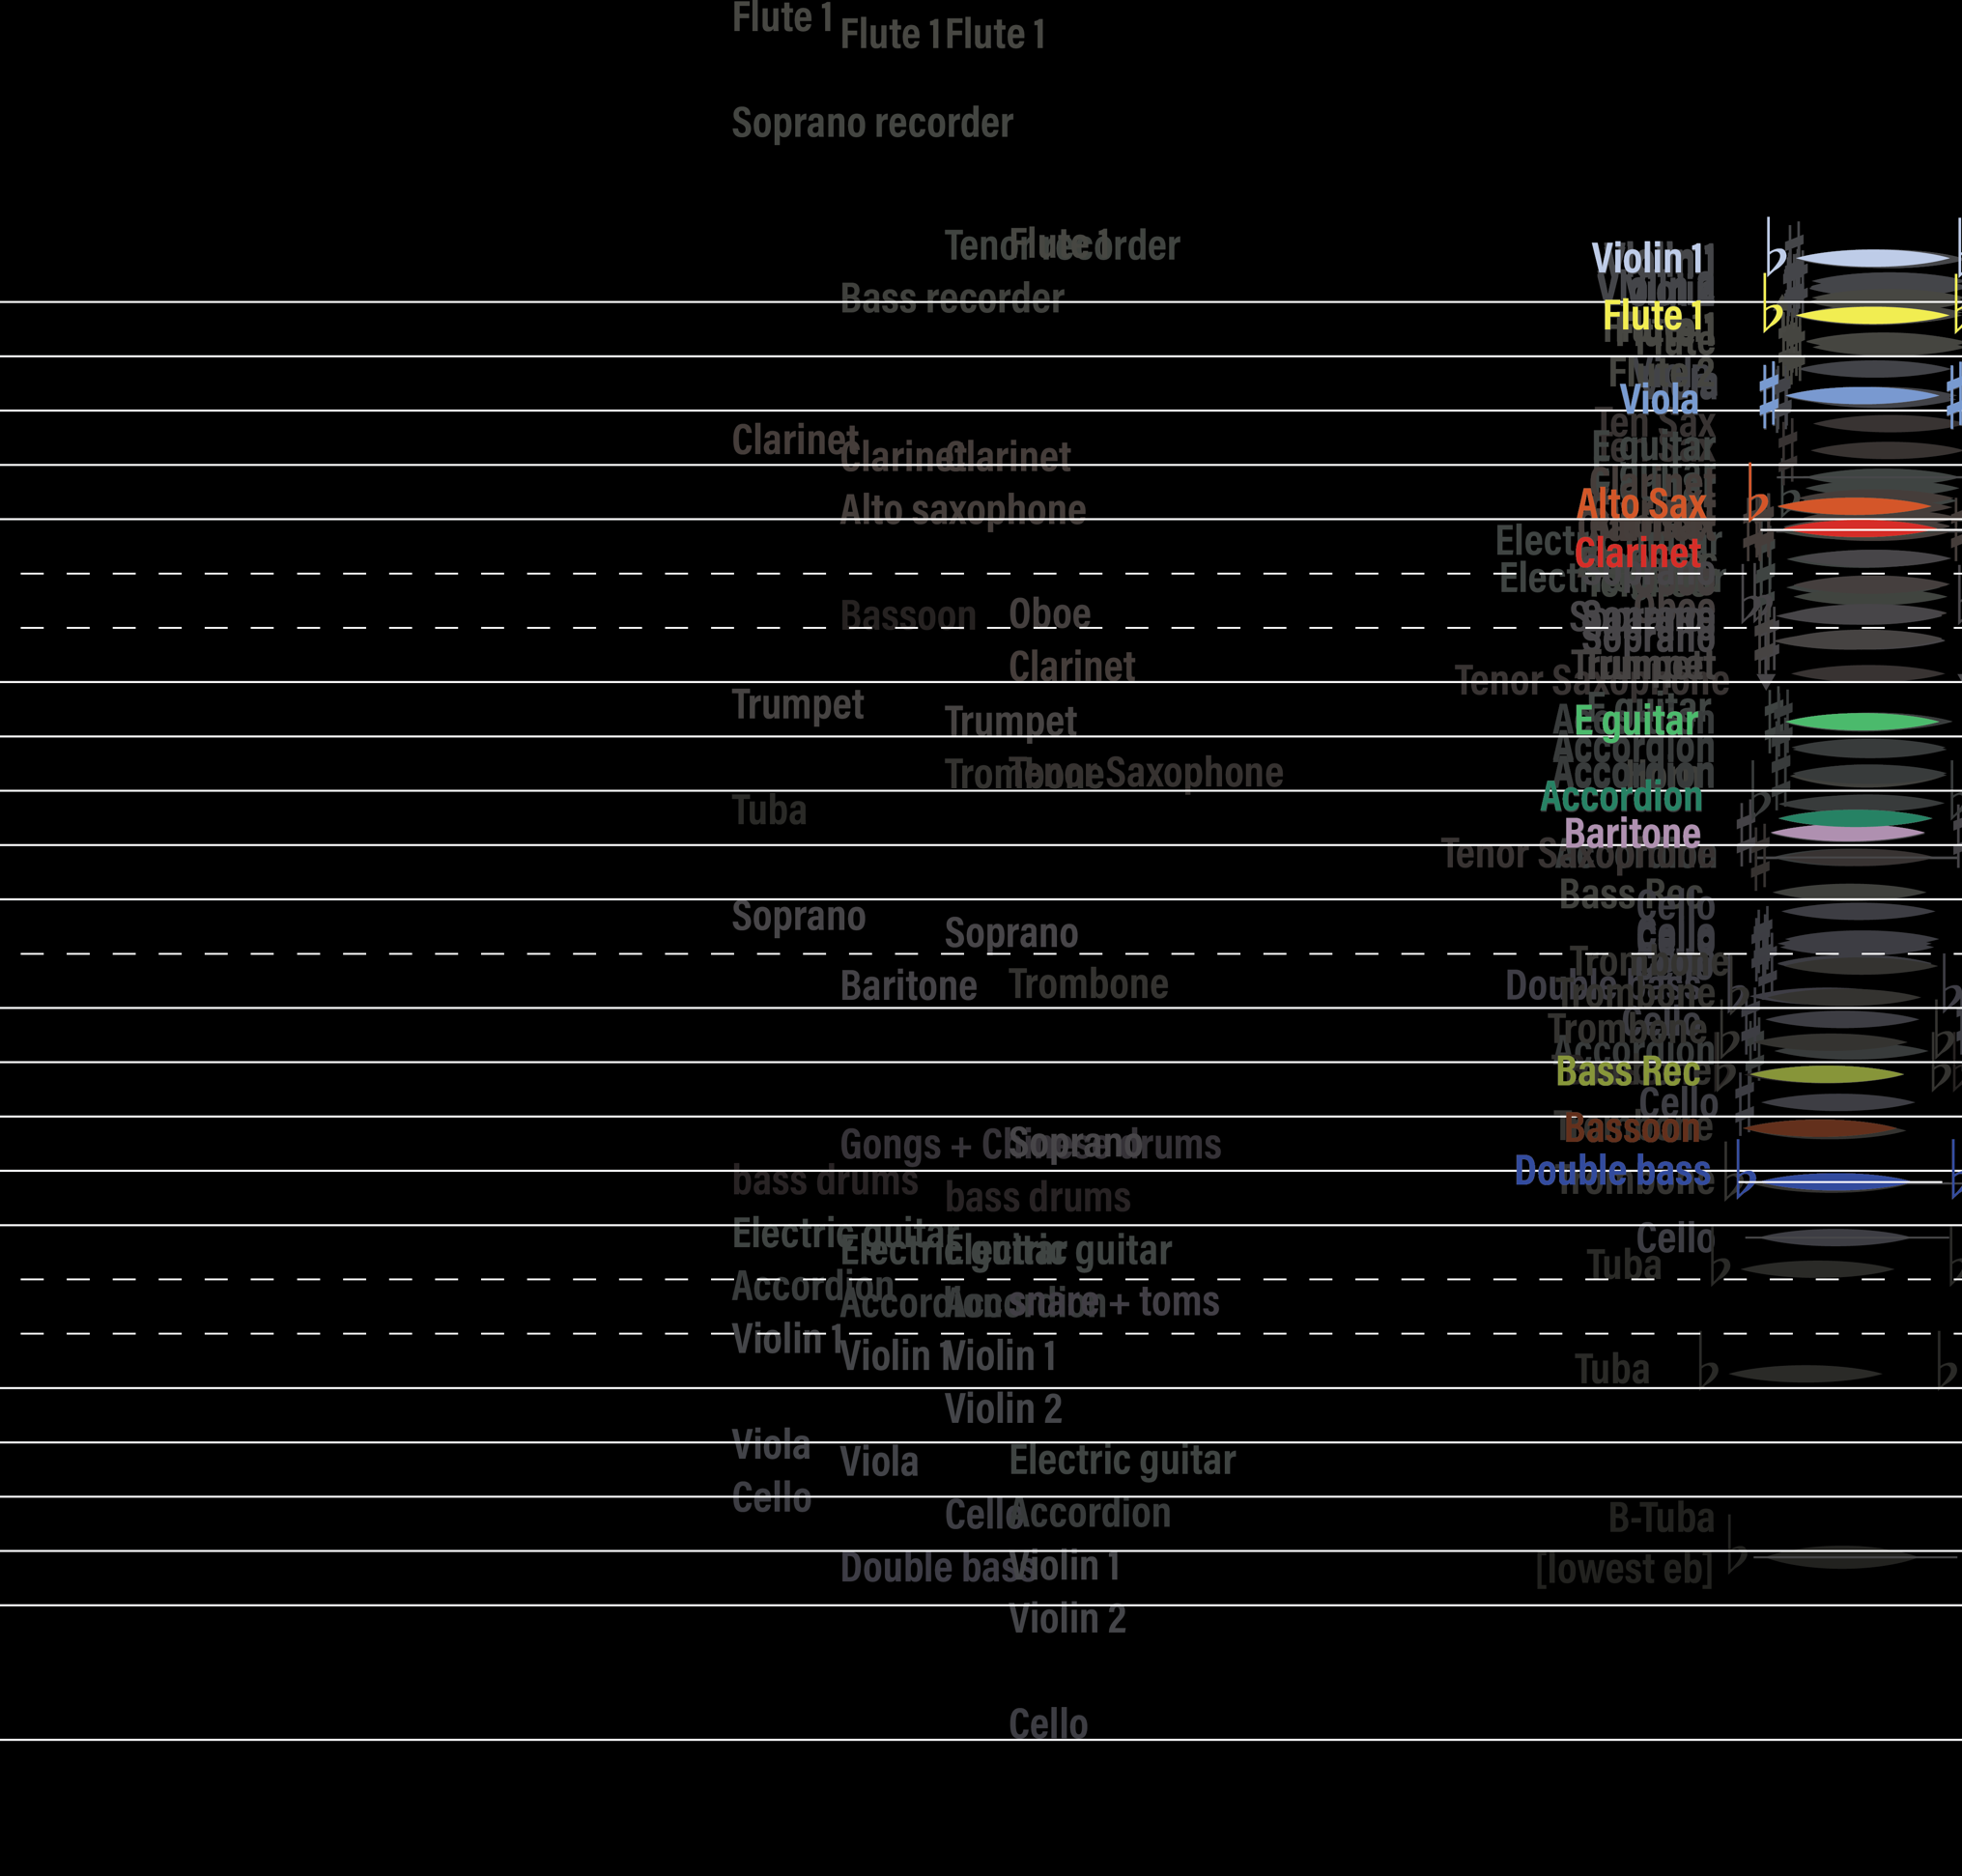 Flute 1
Flute 1
Flute 1
Soprano recorder
Tenor recorder
Flute 1
Bass recorder
Clarinet
Clarinet
Clarinet
Alto saxophone
Bassoon
Oboe
Clarinet
Trumpet
Trumpet
Trombone
Tenor Saxophone
Tuba
Soprano
Soprano
Baritone
Trombone
Gongs + Chinese drums
Soprano
bass drums
bass drums
Electric guitar
Electric guitar
Electric guitar
Accordion
Accordion
Accordion
snare + toms
Violin 1
Violin 1
Violin 1
Violin 2
Viola
Viola
Electric guitar
Cello
Cello
Accordion
Double bass
Violin 1
Violin 2
Cello
Violin 1
Flute 1
Viola
Ten Sax
E guitar
Alto Sax
Clarinet
Soprano
Trumpet
Tenor Saxophone
E guitar
Accordion
Accordion
Accordion
Baritone
Bass Rec
Cello
Cello
Trombone
Double bass
Trombone
Cello
Trombone
Accordion
Bass Rec
Cello
Bassoon
Double bass
Trombone
Cello
Tuba
Tuba
B-Tuba
[lowest eb]